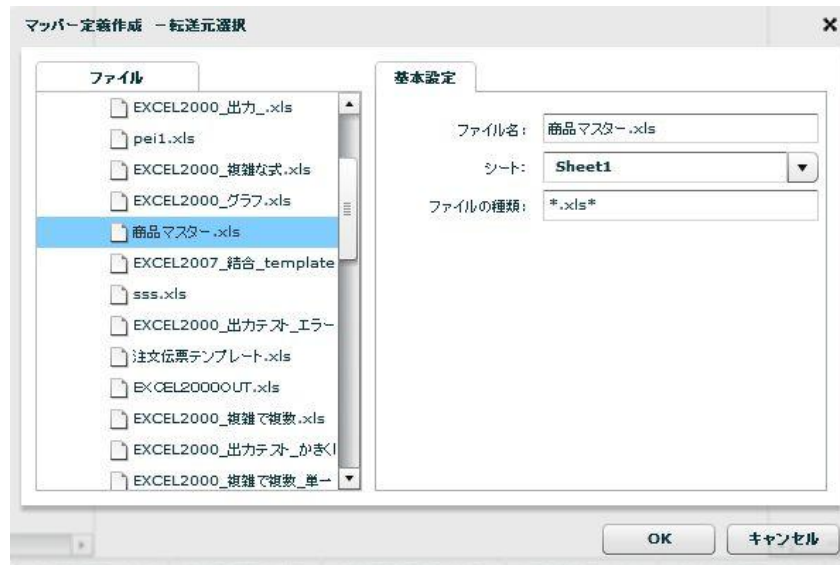 マッパー定義作成 －転送元選択
ファイル
EXCEL2000_出力_.xls
pei1.xls
EXCEL2000_複雑な式.xls
EXCEL2000_グラフ.xls
商品マスター.xls
EXCEL2007_結合_template
sss.xls
EXCEL2000_出力テスト_エラー
注文伝票テンプレート.xls
EXCEL2000OUT.xls
EXCEL2000_複雑で複数.xls
EXCEL2000_出力テスト_かきく
EXCEL2000_複雑で複数_単一
基本設定
ファイル名: 商品マスター.xls
シート: Sheet1
ファイルの種類: *.xls*
OK
キャンセル